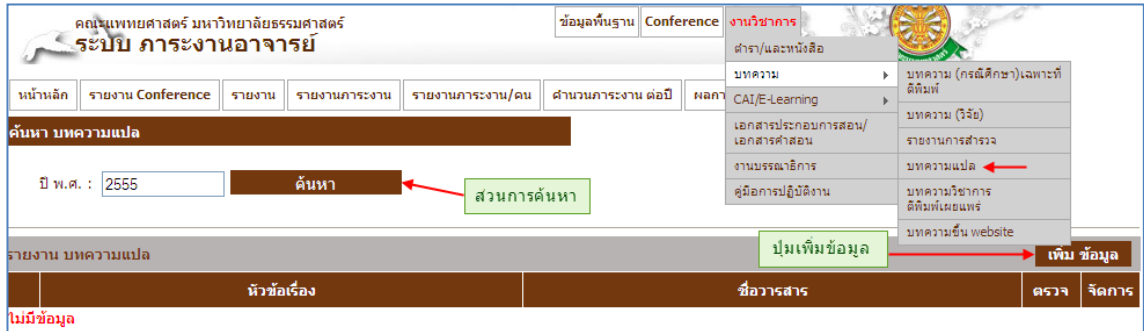 คณะแพทยศาสตร์ มหาวิทยาลัยธรรมศาสตร์
ระบบ ภาระงานอาจารย์
ข้อมูลพื้นฐาน Conference งานวิชาการ
ตำรา/และหนังสือ
บทความ
CAI/E-Learning
เอกสารประกอบการสอน/
เอกสารคำสอน
งานบรรณาธิการ
คู่มือการปฏิบัติงาน
บทความ (กรณีศึกษา)เฉพาะที่
ตีพิมพ์
บทความ (วิจัย)
รายงานการสำรวจ
บทความแปล
บทความวิชาการ
ตีพิมพ์เผยแพร่
บทความขึ้น website
หน้าหลัก รายงาน Conference รายงาน รายงานภาระงาน รายงานภาระงาน/คน คำนวนภาระงาน ต่อปี ผลกา
ค้นหา บทความแปล
ปี พ.ศ. : 2555 ค้นหา
ส่วนการค้นหา
ปุ่มเพิ่มข้อมูล
รายงาน บทความแปล เพิ่ม ข้อมูล
หัวข้อเรื่อง ชื่อวารสาร ตรวจ จัดการ
ไม่มีข้อมูล